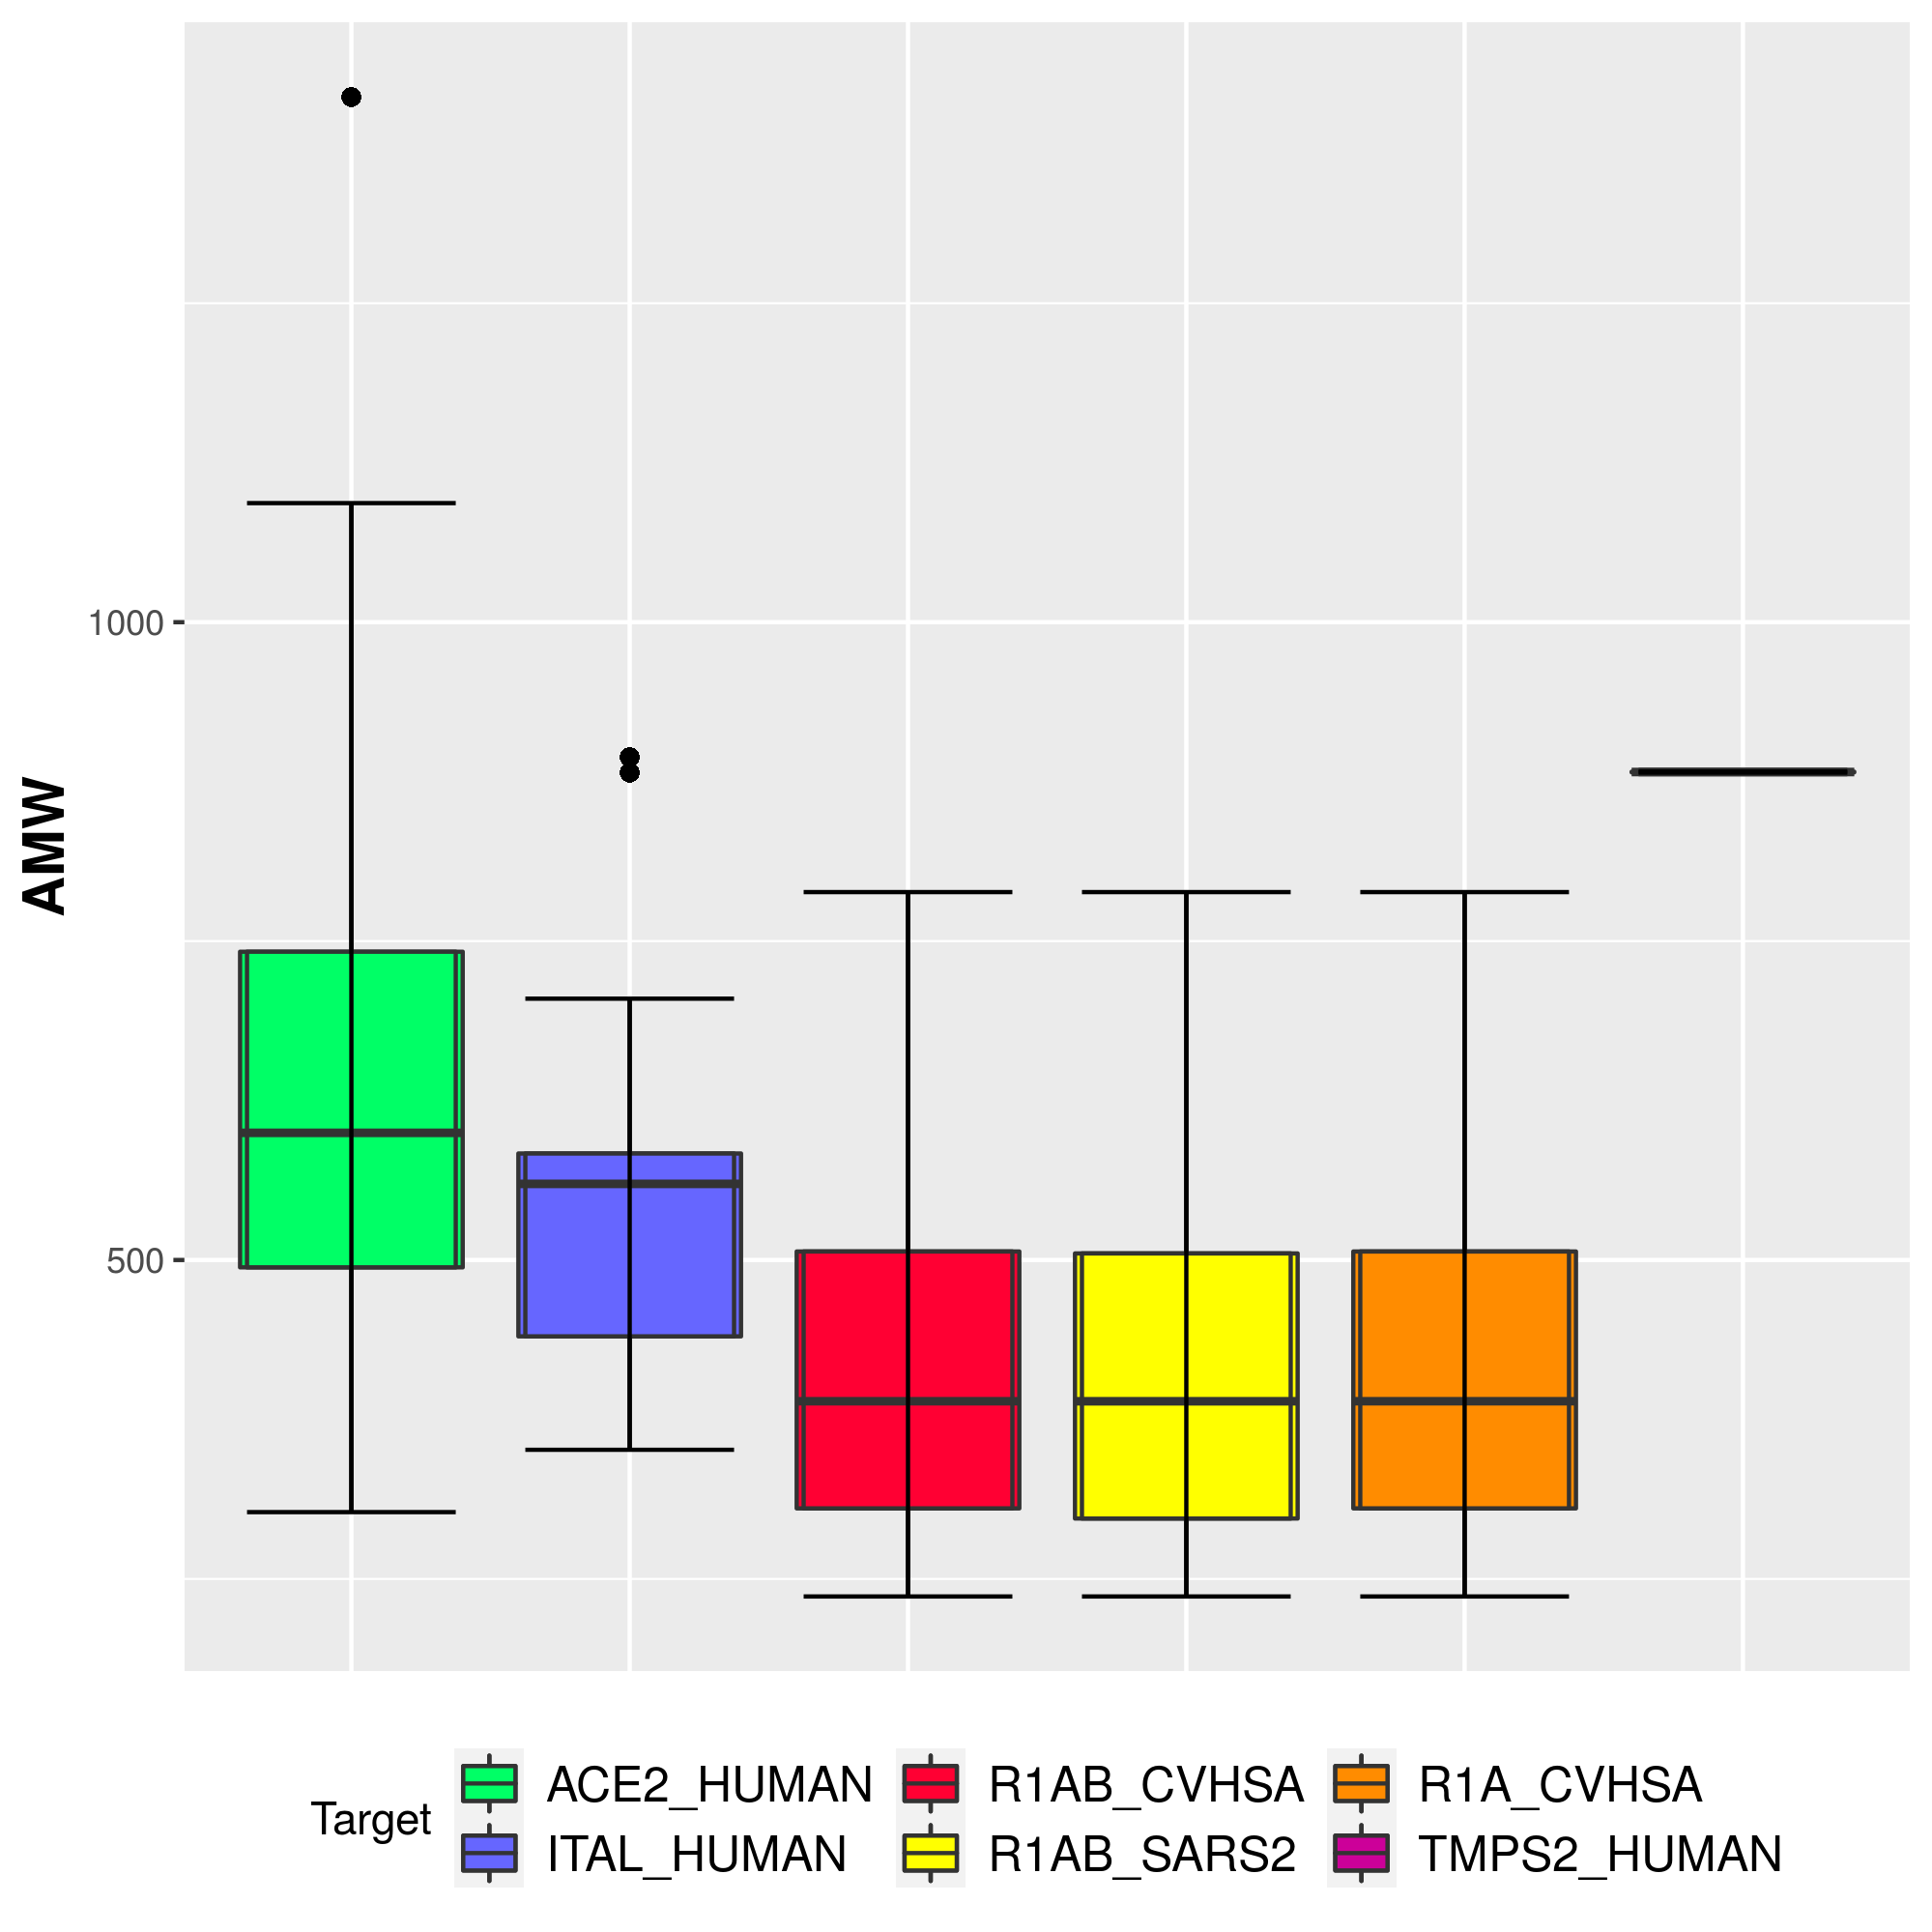 AMW
1000
500
Target
ACE2_HUMAN
R1AB_CVHSA
R1A_CVHSA
ITAL_HUMAN
R1AB_SARS2
TMPS2_HUMAN